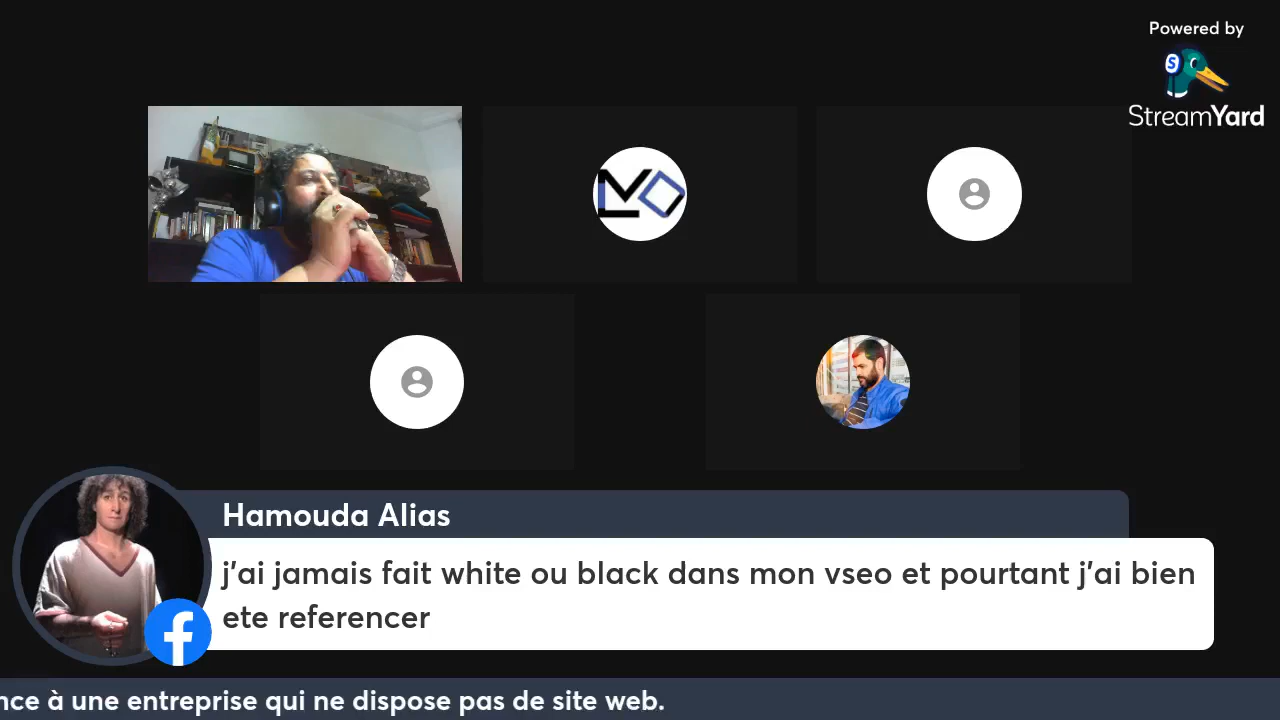 Powered by
StreamYard
Hamouda Alias
j'ai jamais fait white ou black dans mon vseo et pourtant j'ai bien
ete referencer
nce à une entreprise qui ne dispose pas de site web.